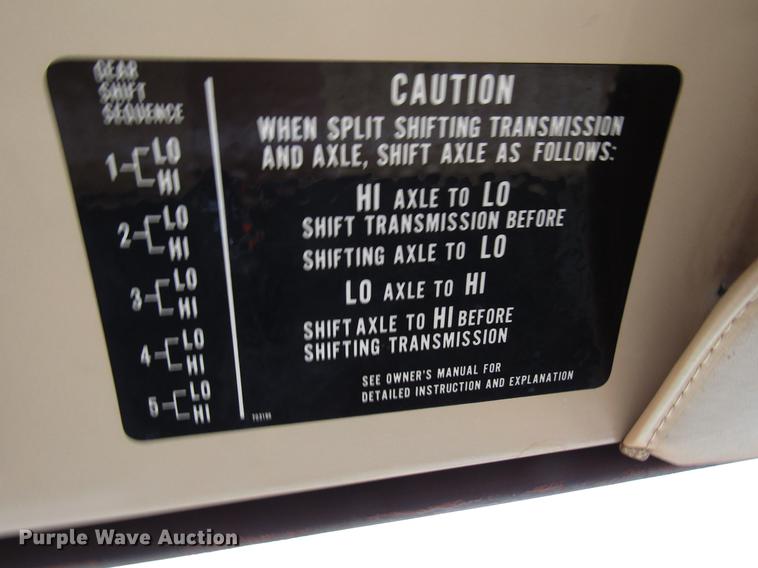 GEAR
SHIFT
SEQUENCE
1 LO
HI
2 LO
HI
3 LO
HI
4 LO
HI
5 LO
HI
CAUTION
WHEN SPLIT SHIFTING TRANSMISSION
AND AXLE, SHIFT AXLE AS FOLLOWS:
HI AXLE TO LO
SHIFT TRANSMISSION BEFORE
SHIFTING AXLE TO LO
LO AXLE TO HI
SHIFT AXLE TO HI BEFORE
SHIFTING TRANSMISSION
SEE OWNER'S MANUAL FOR
DETAILED INSTRUCTION AND EXPLANATION
Purple Wave Auction